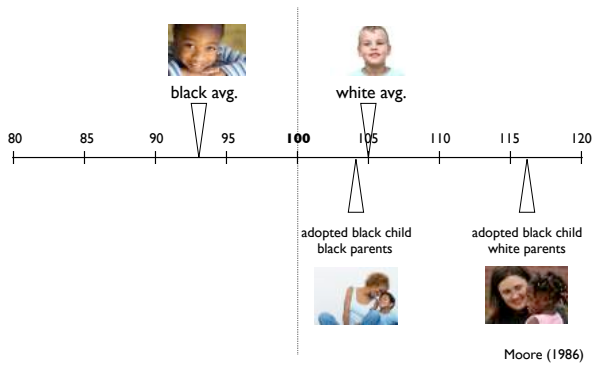 black avg.
white avg.
80 85 90 95 100 105 110 115 120
adopted black child
black parents
adopted black child
white parents
Moore (1986)